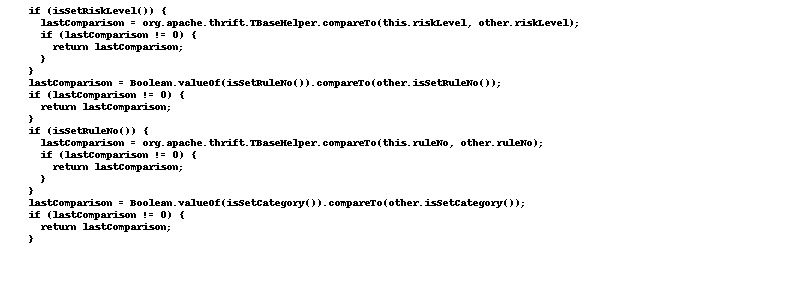 if (isSetRiskLevel()) {
  lastComparison = org.apache.thrift.TBaseHelper.compareTo(this.riskLevel, other.riskLevel);
  if (lastComparison != 0) {
    return lastComparison;
  }
}
lastComparison = Boolean.valueOf(isSetRuleNo()).compareTo(other.isSetRuleNo());
if (lastComparison != 0) {
  return lastComparison;
}
if (isSetRuleNo()) {
  lastComparison = org.apache.thrift.TBaseHelper.compareTo(this.ruleNo, other.ruleNo);
  if (lastComparison != 0) {
    return lastComparison;
  }
}
lastComparison = Boolean.valueOf(isSetCategory()).compareTo(other.isSetCategory());
if (lastComparison != 0) {
  return lastComparison;
}